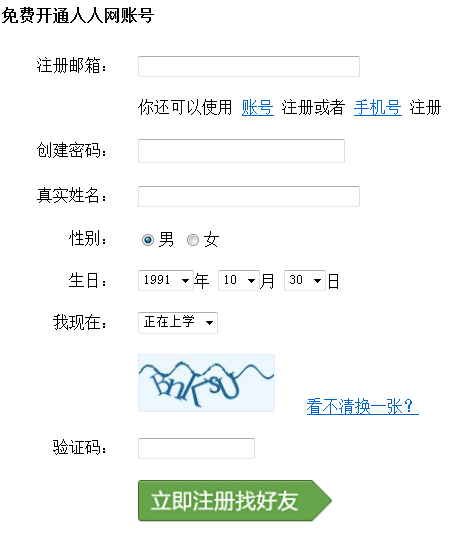 免费开通人人网账号
注册邮箱：
你还可以使用 账号 注册或者 手机号 注册
创建密码：
真实姓名：
性别： 男 女
生日： 1991 年 10 月 30 日
我现在： 正在上学
看不清换一张？
验证码：
立即注册找好友